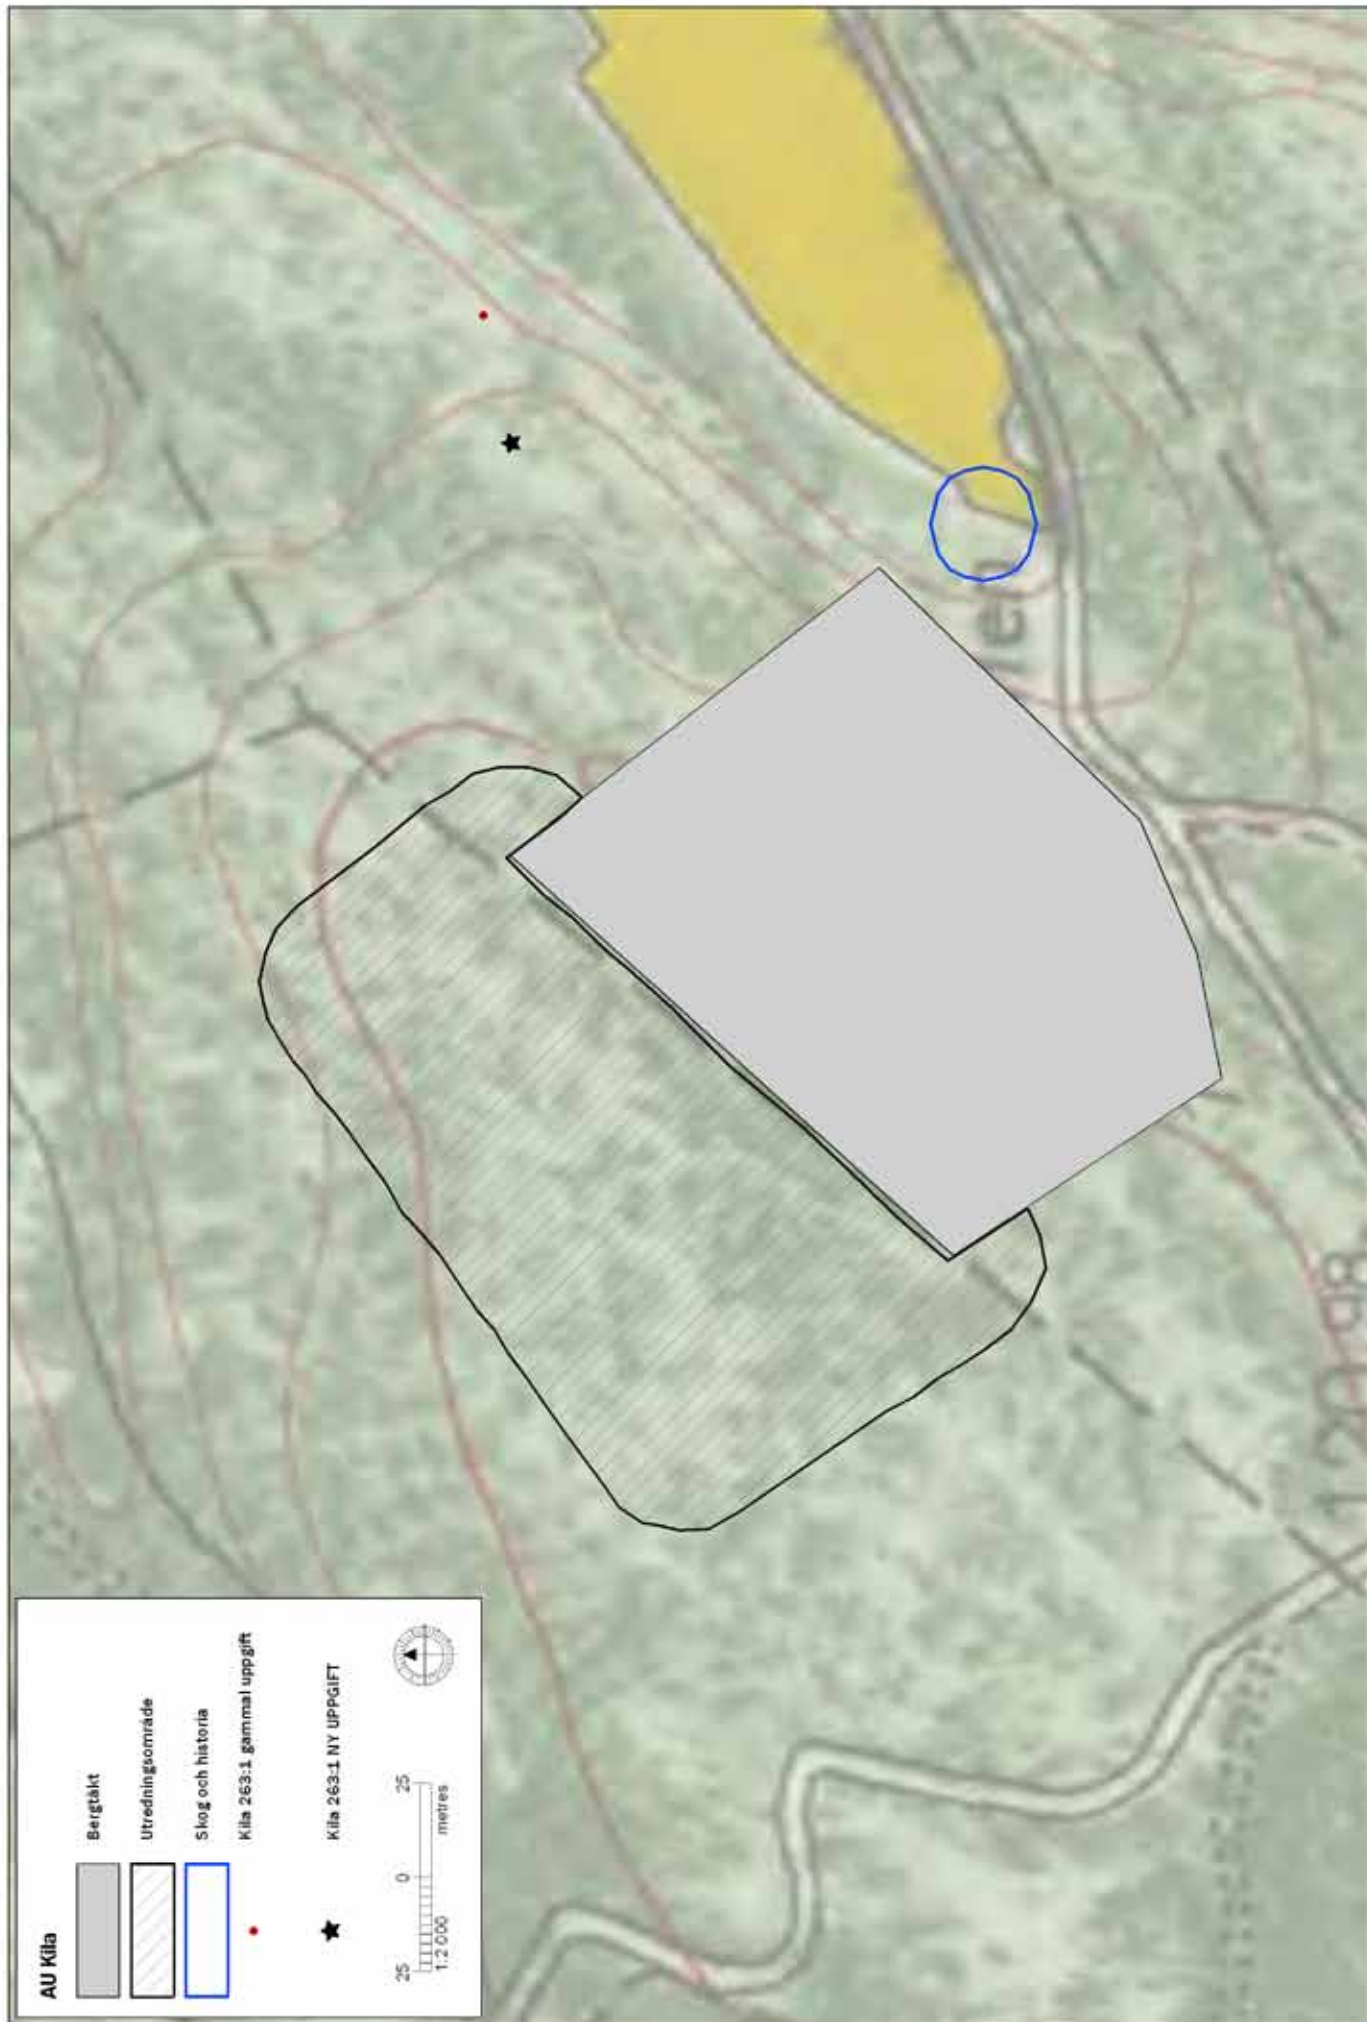 AU Kila
Bergtäkt
Utredningsområde
Skog och historia
Kila 263:1 gammal uppgift
Kila 263:1 NY UPPGIFT
25 0 25
1:2 000 metres